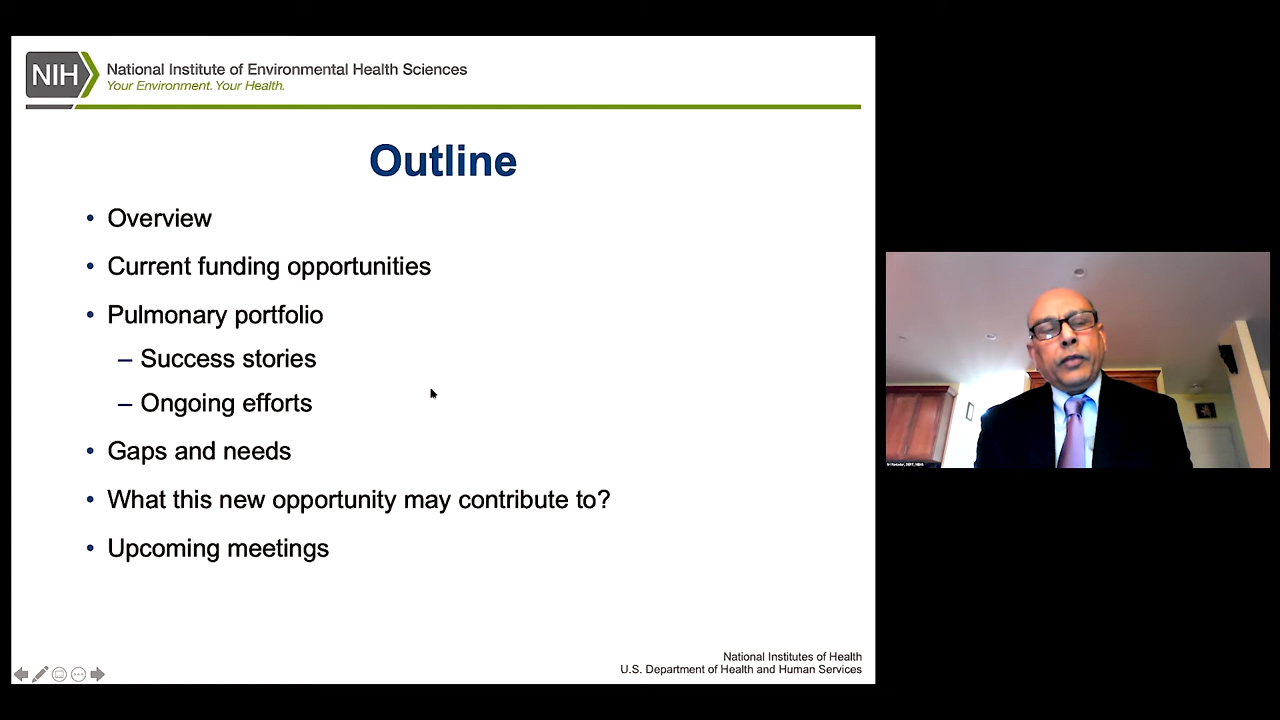 NIH
National Institute of Environmental Health Sciences
Your Environment. Your Health.
Outline
• Overview
• Current funding opportunities
• Pulmonary portfolio
– Success stories
– Ongoing efforts
• Gaps and needs
• What this new opportunity may contribute to?
• Upcoming meetings
National Institutes of Health
U.S. Department of Health and Human Services